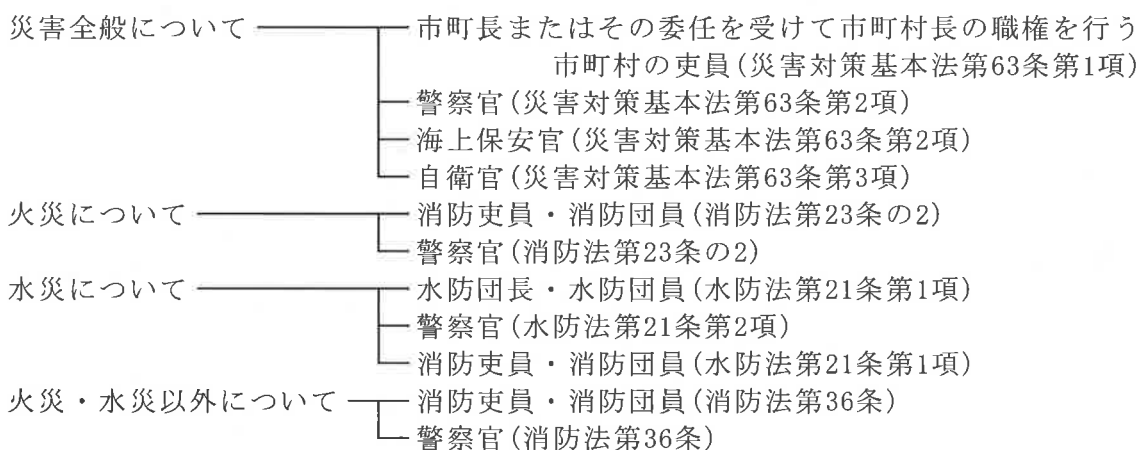 災害全般について 市町長またはその委任を受けて市町村長の職権を行う
市町村の吏員(災害対策基本法第63条第1項)
警察官(災害対策基本法第63条第2項)
海上保安官(災害対策基本法第63条第2項)
自衛官(災害対策基本法第63条第3項)
火災について 消防吏員・消防団員(消防法第23条の2)
警察官(消防法第23条の2)
水災について 水防団長・水防団員(水防法第21条第1項)
警察官(水防法第21条第2項)
消防吏員・消防団員(水防法第21条第1項)
火災・水災以外について 消防吏員・消防団員(消防法第36条)
警察官(消防法第36条)